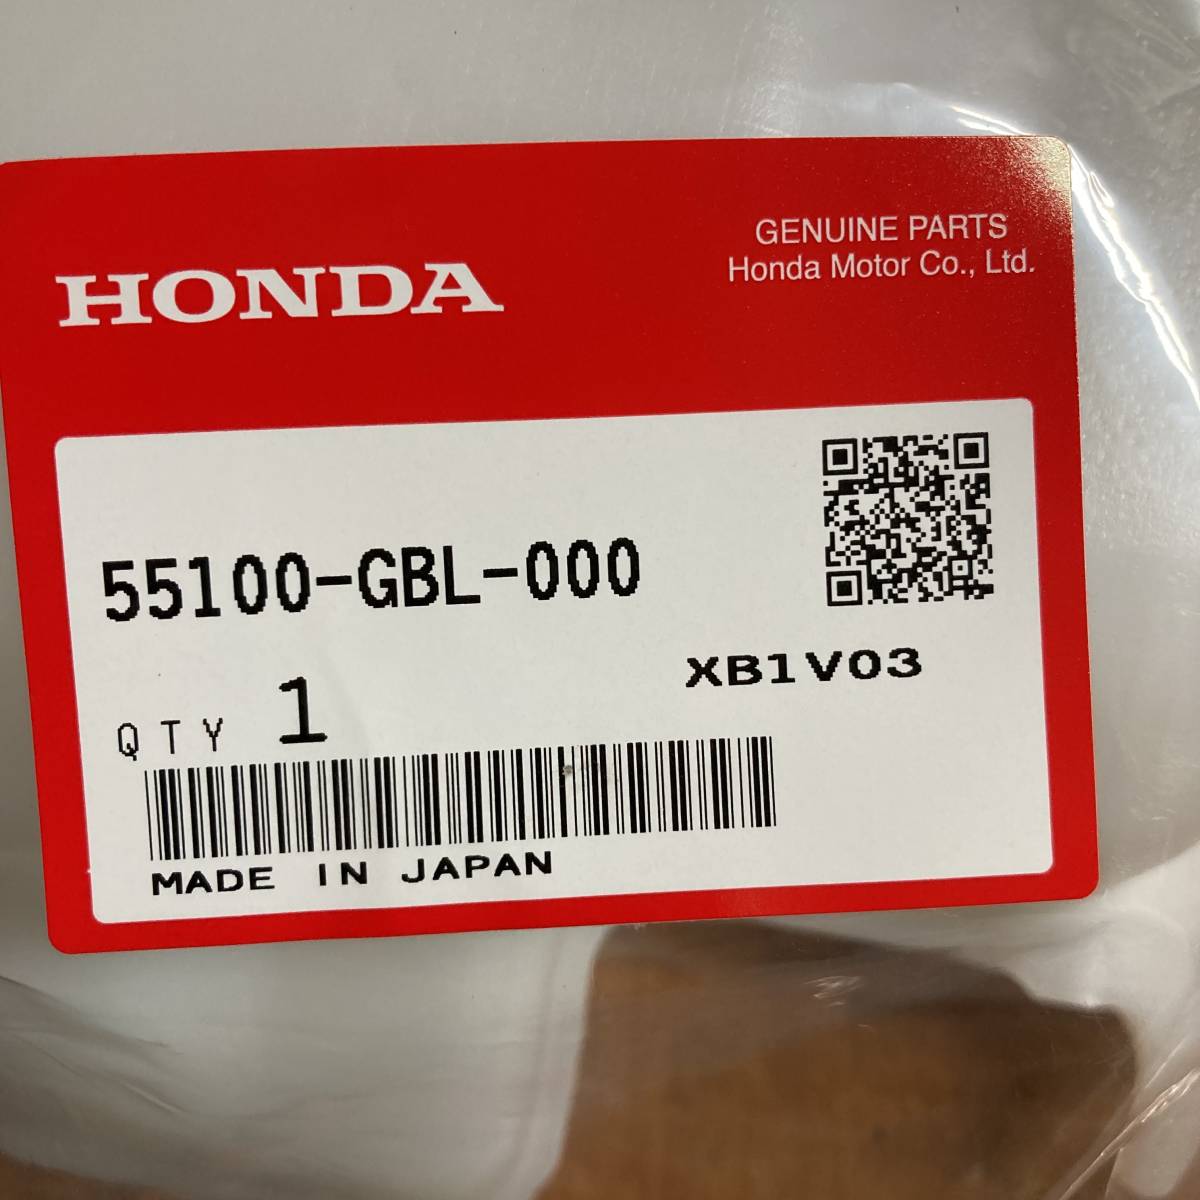 GENUINE PARTS
Honda Motor Co., Ltd.
HONDA
55100-GBL-000
XB1V03
QTY 1
MADE IN JAPAN